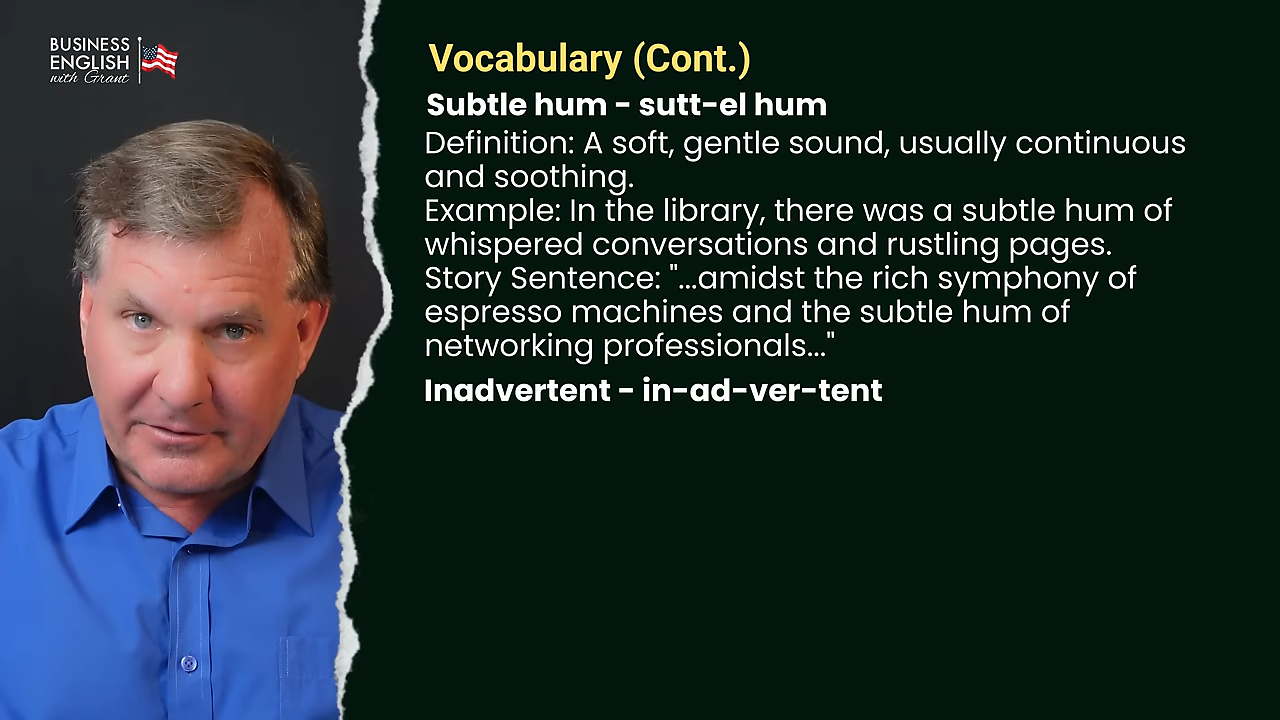 BUSINESS
ENGLISH
with Grant
Vocabulary (Cont.)
Subtle hum - sutt-el hum
Definition: A soft, gentle sound, usually continuous
and soothing.
Example: In the library, there was a subtle hum of
whispered conversations and rustling pages.
Story Sentence: "...amidst the rich symphony of
espresso machines and the subtle hum of
networking professionals..."
Inadvertent - in-ad-ver-tent